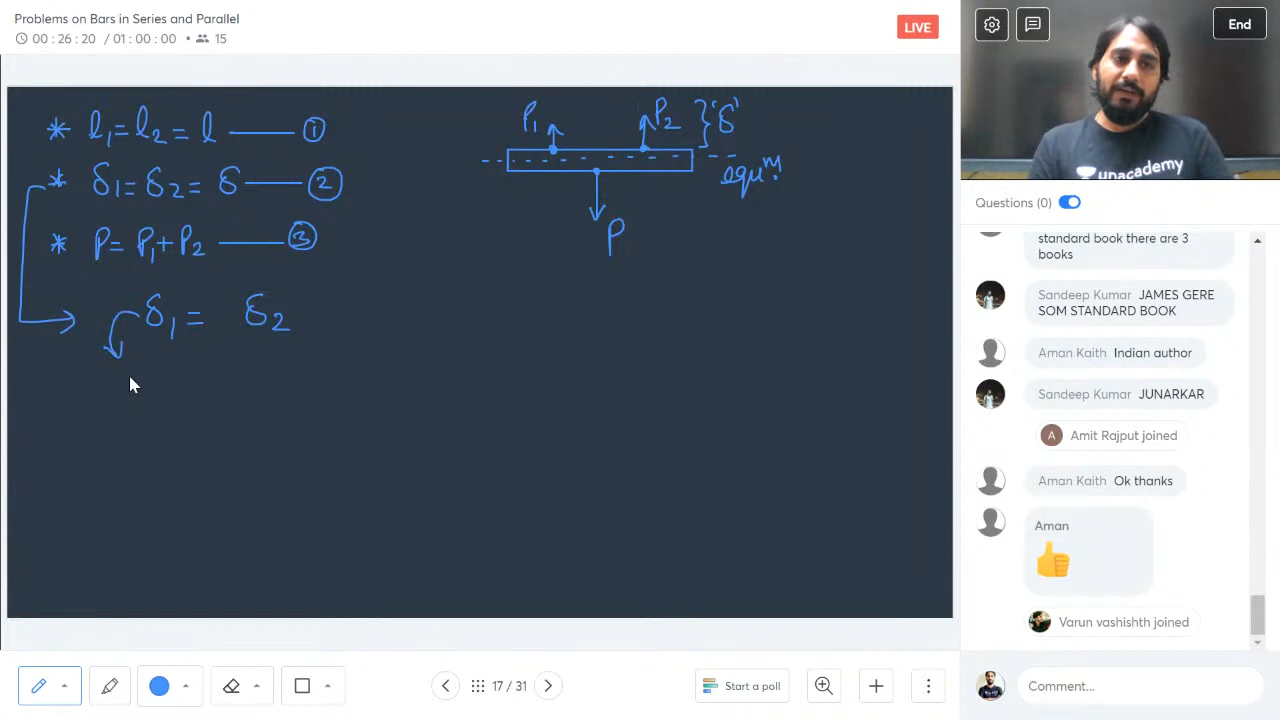 Problems on Bars in Series and Parallel
00 : 26 : 20 / 01 : 00 : 00 • 15
LIVE
End
* l₁ = l₂ = l —— ①
* δ₁ = δ₂ = δ —— ②
* P = P₁ + P₂ —— ③
δ₁ = δ₂
P₁ P₂ } 'δ'
equᵐ.
P
unacademy
Questions (0)
standard book there are 3
books
Sandeep Kumar JAMES GERE
SOM STANDARD BOOK
Aman Kaith Indian author
Sandeep Kumar JUNARKAR
A Amit Rajput joined
Aman Kaith Ok thanks
Aman
👍
Varun vashishth joined
17 / 31
Start a poll
Comment...